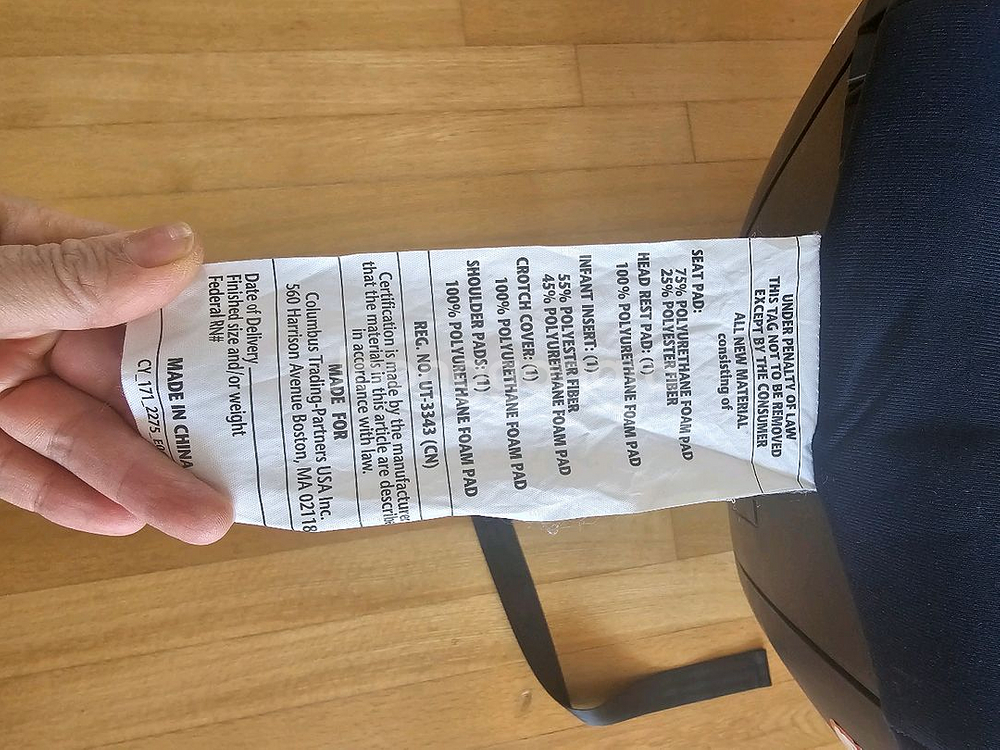 UNDER PENALTY OF LAW
THIS TAG NOT TO BE REMOVED
EXCEPT BY THE CONSUMER
ALL NEW MATERIAL
consisting of
SEAT PAD:
75% POLYURETHANE FOAM PAD
25% POLYESTER FIBER
HEAD REST PAD: (1)
100% POLYURETHANE FOAM PAD
INFANT INSERT: (1)
55% POLYESTER FIBER
45% POLYURETHANE FOAM PAD
CROTCH COVER: (1)
100% POLYURETHANE FOAM PAD
SHOULDER PADS: (1)
100% POLYURETHANE FOAM PAD
REG. NO. UT-3343 (CN)
Certification is made by the manufacturer
that the materials in this article are describ
in accordance with law.
MADE FOR
Columbus Trading-Partners USA Inc.
560 Harrison Avenue Boston, MA 02118
Date of Delivery
Finished size and/or weight
Federal RN#
MADE IN CHINA
CY_171_2275_E0